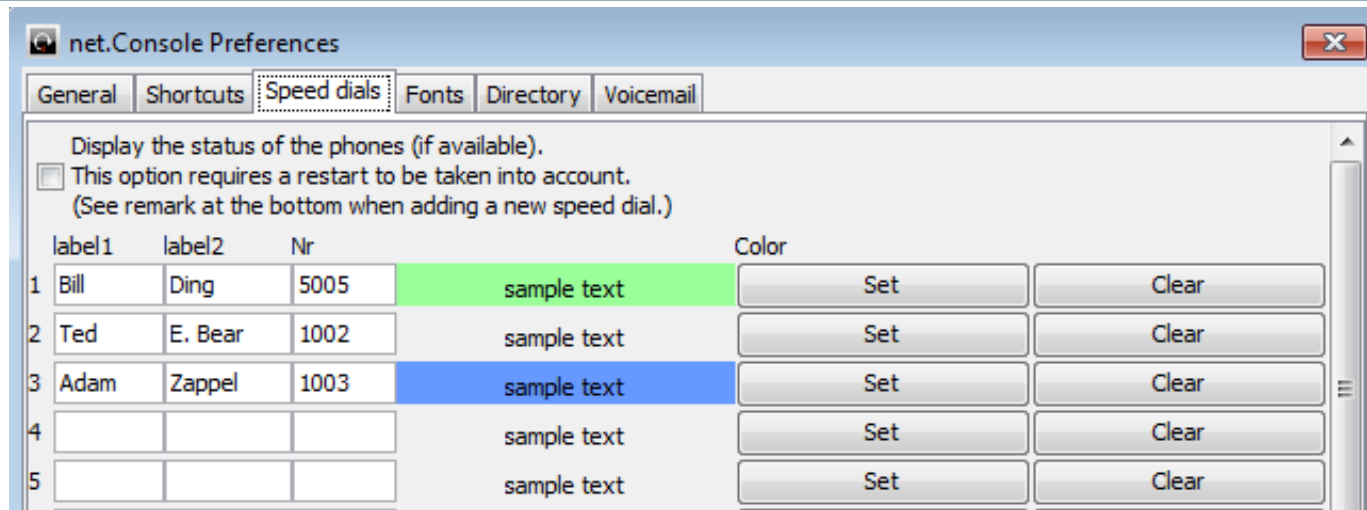 net.Console Preferences
General Shortcuts Speed dials Fonts Directory Voicemail
Display the status of the phones (if available).
This option requires a restart to be taken into account.
(See remark at the bottom when adding a new speed dial.)
label1 label2 Nr Color
1 Bill Ding 5005 sample text Set Clear
2 Ted E. Bear 1002 sample text Set Clear
3 Adam Zappel 1003 sample text Set Clear
4 sample text Set Clear
5 sample text Set Clear